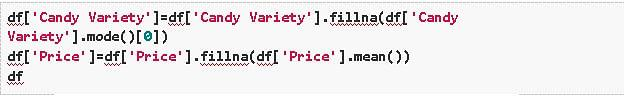 df['Candy Variety']=df['Candy Variety'].fillna(df['Candy
Variety'].mode()[0])
df['Price']=df['Price'].fillna(df['Price'].mean())
df